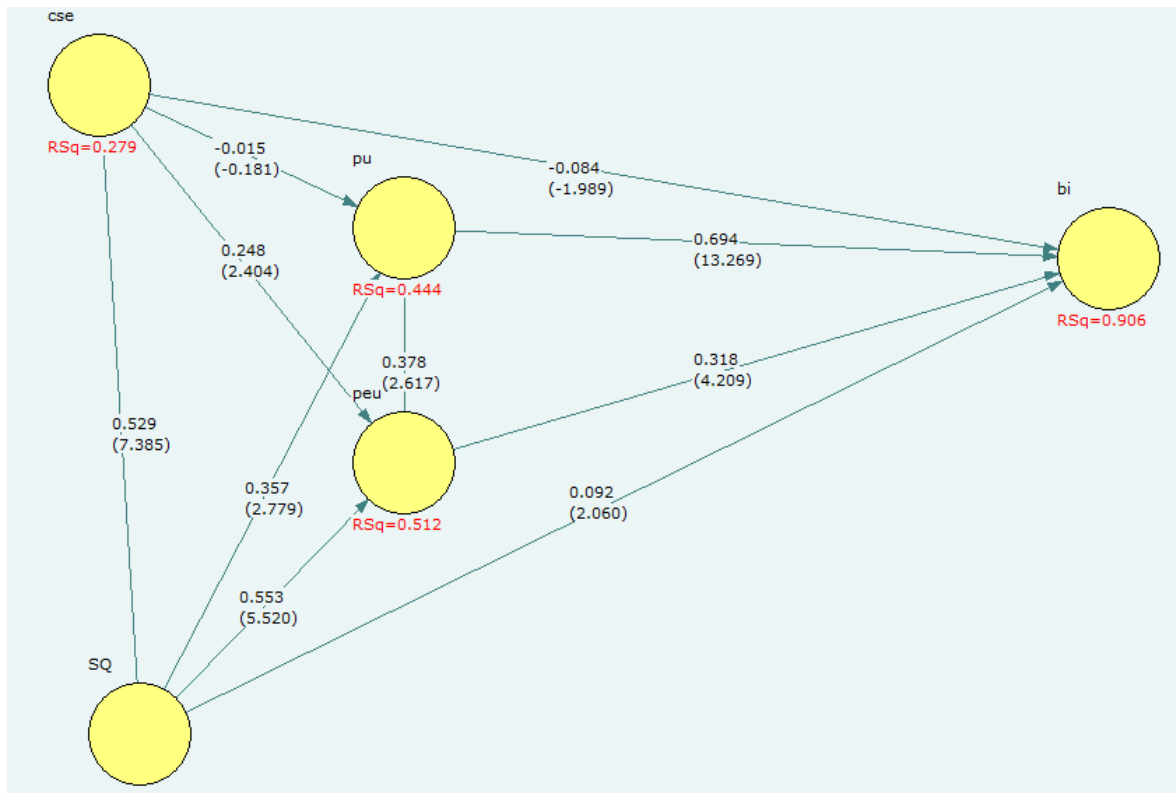 cse
RSq=0.279
-0.015
(-0.181)
pu
RSq=0.444
-0.084
(-1.989)
bi
RSq=0.906
0.694
(13.269)
0.248
(2.404)
0.378
(2.617)
peu
RSq=0.512
0.318
(4.209)
0.529
(7.385)
0.357
(2.779)
0.092
(2.060)
0.553
(5.520)
SQ